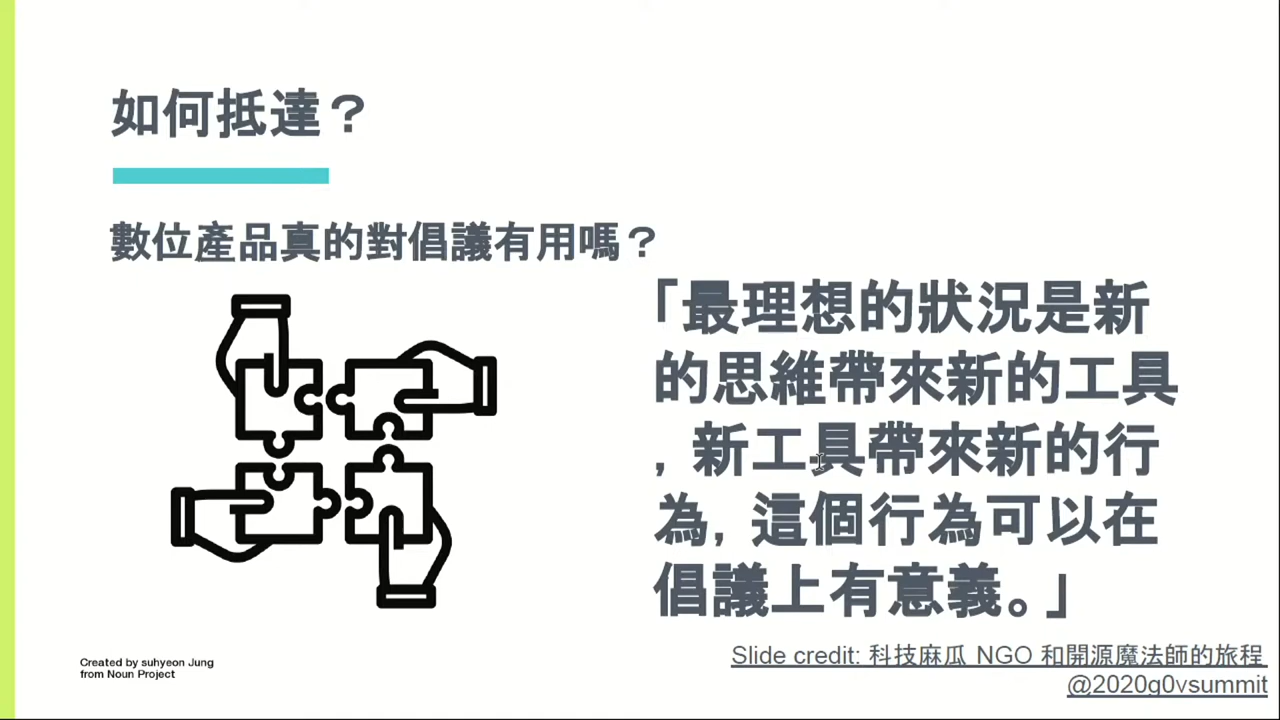 如何抵達？
數位產品真的對倡議有用嗎？
「最理想的狀況是新
的思維帶來新的工具
，新工具帶來新的行
為，這個行為可以在
倡議上有意義。」
Created by suhyeon Jung
from Noun Project
Slide credit: 科技麻瓜 NGO 和開源魔法師的旅程
@2020g0vsummit